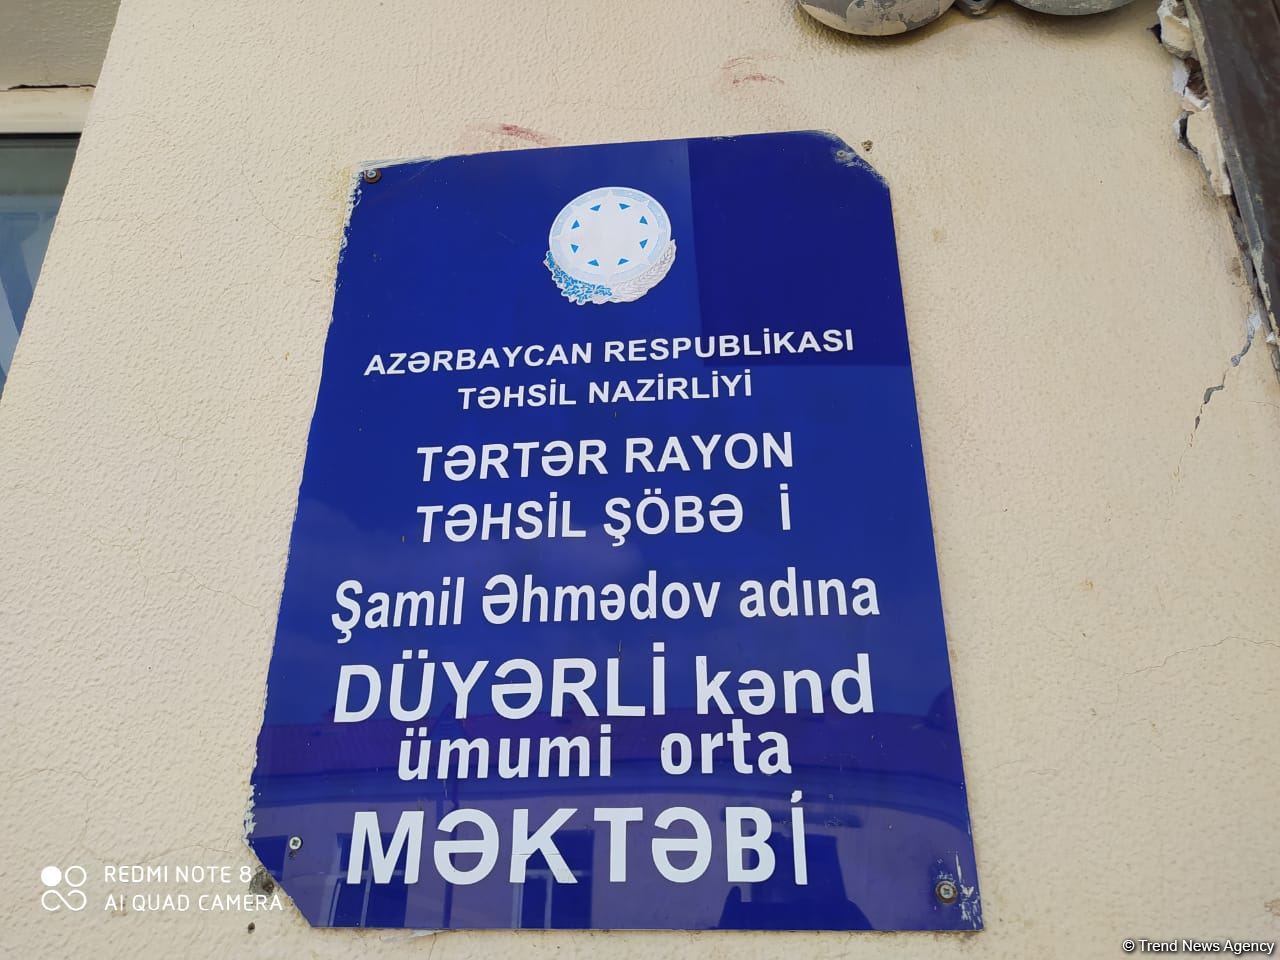 AZƏRBAYCAN RESPUBLİKASI
TƏHSİL NAZİRLİYİ
TƏRTƏR RAYON
TƏHSİL ŞÖBƏ İ
Şamil Əhmədov adına
DÜYƏRLİ kənd
ümumi orta
MƏKTƏBİ
REDMI NOTE 8
AI QUAD CAMERA
© Trend News Agency